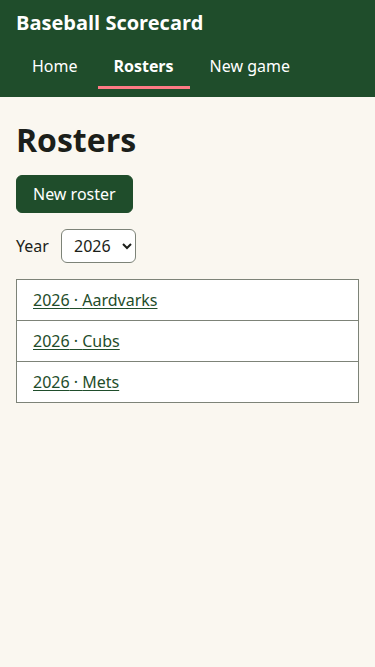 Baseball Scorecard
Home Rosters New game
Rosters
New roster
Year 2026
2026 · Aardvarks
2026 · Cubs
2026 · Mets